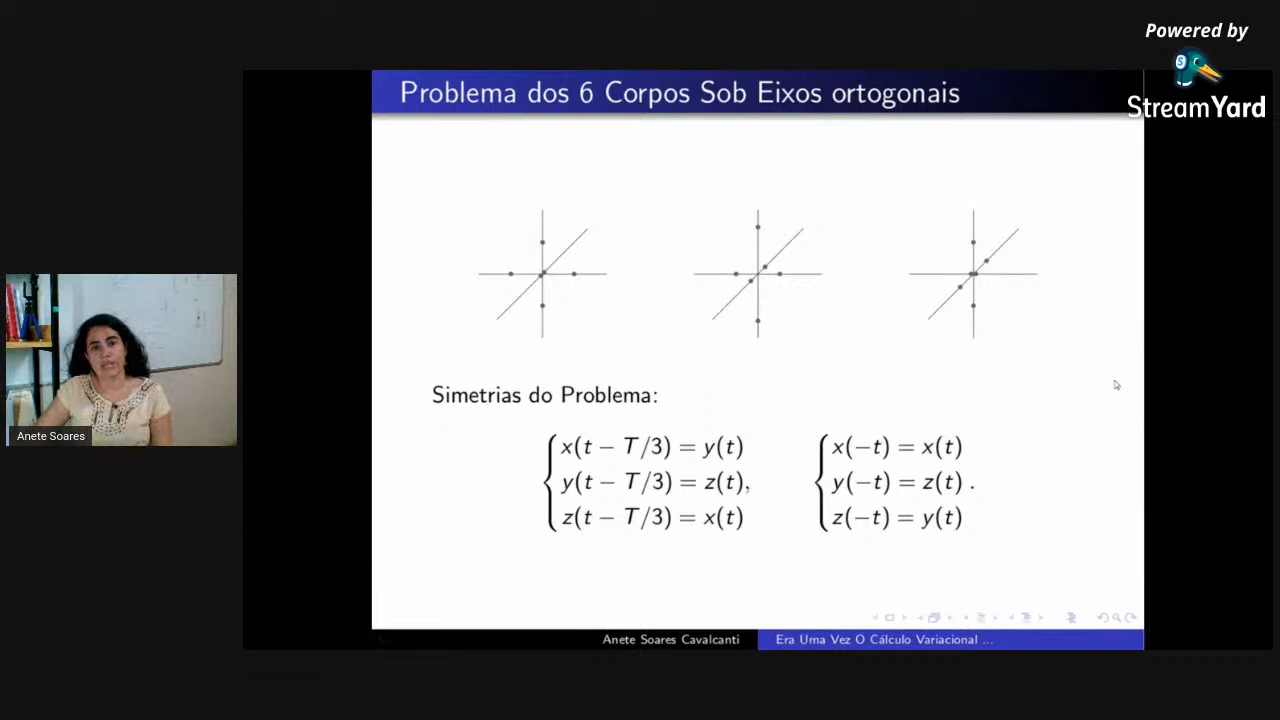 Powered by
StreamYard
Problema dos 6 Corpos Sob Eixos ortogonais
Simetrias do Problema:
x(t − T/3) = y(t)
y(t − T/3) = z(t),
z(t − T/3) = x(t)
x(−t) = x(t)
y(−t) = z(t) .
z(−t) = y(t)
Anete Soares
Anete Soares Cavalcanti
Era Uma Vez O Cálculo Variacional ...